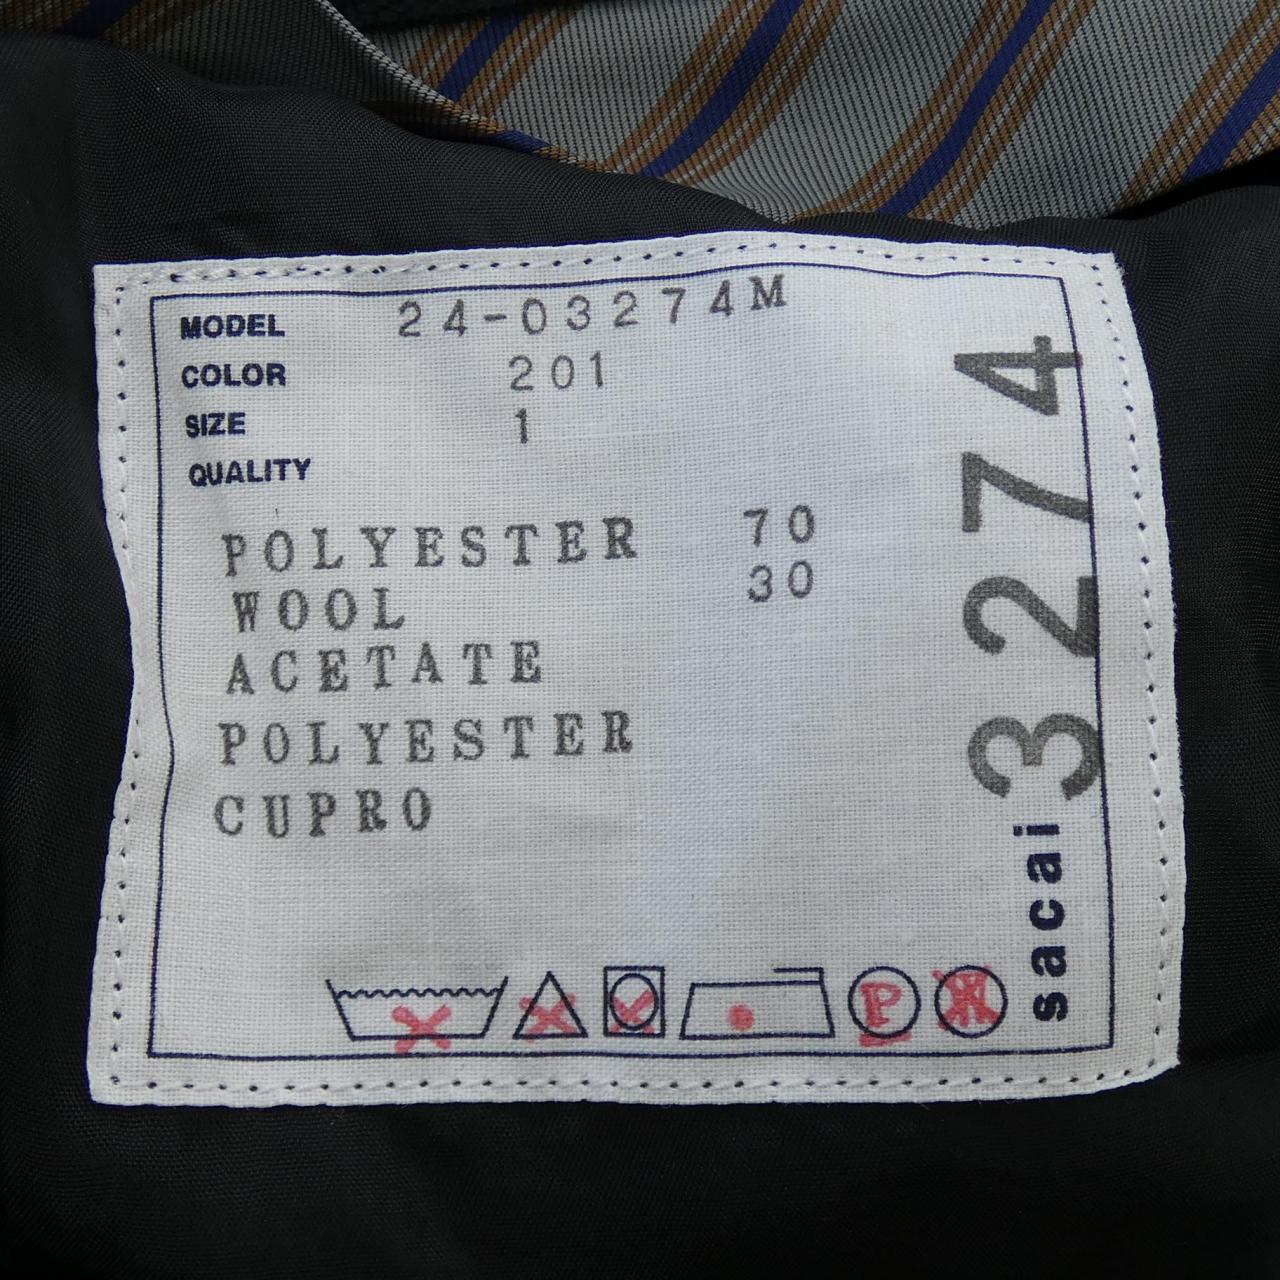 MODEL 24-03274M
COLOR 201
SIZE 1
QUALITY
POLYESTER 70
WOOL 30
ACETATE
POLYESTER
CUPRO
P W
sacai 3274